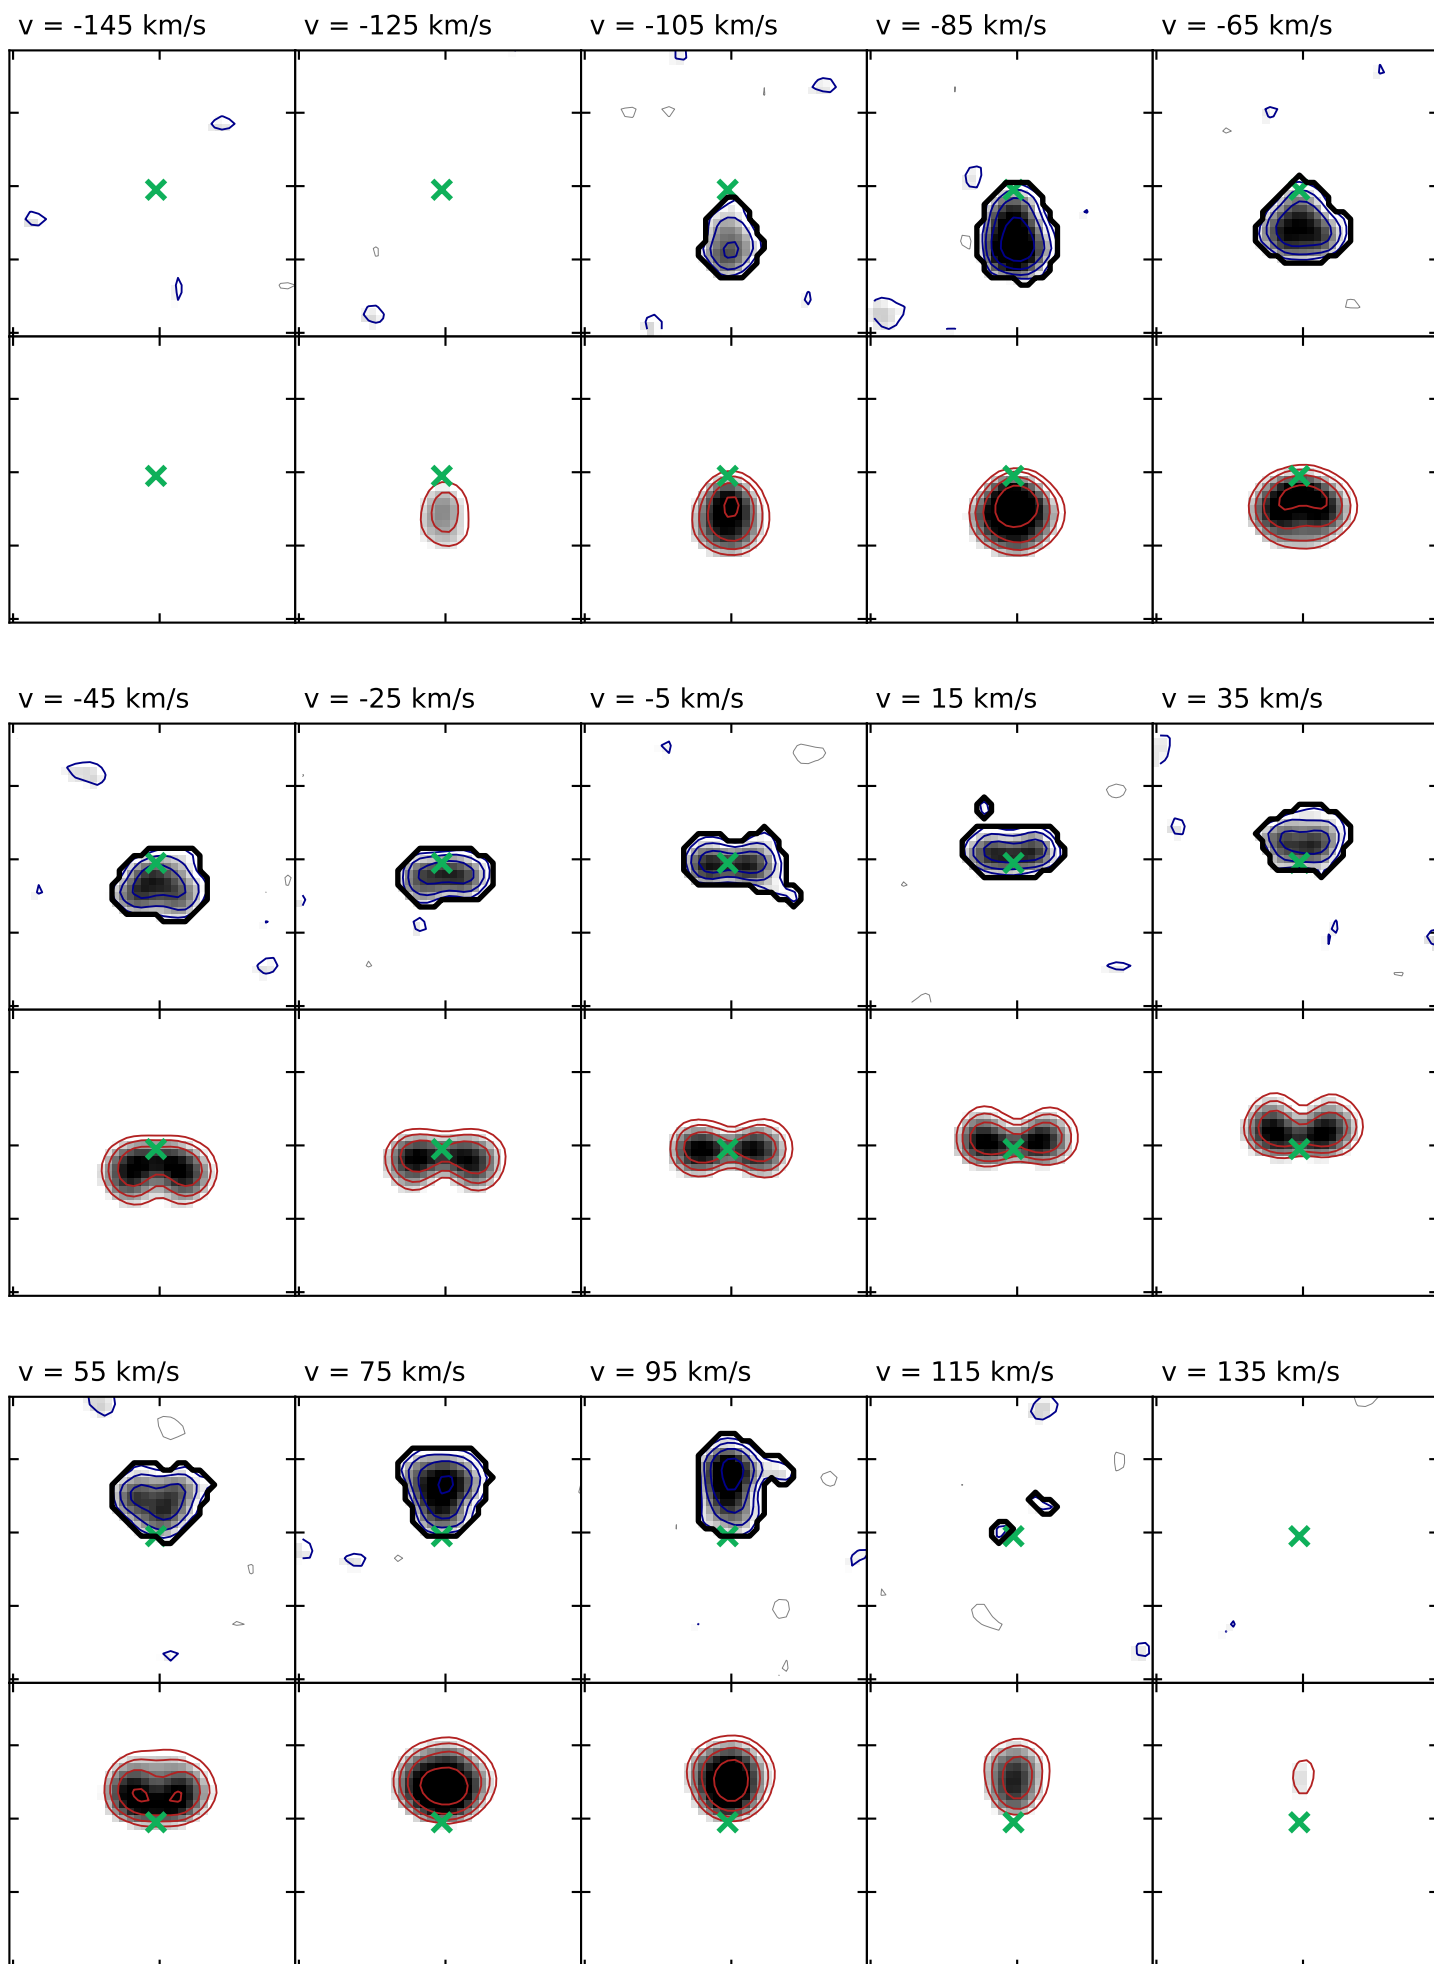 v = -145 km/s
v = -125 km/s
v = -105 km/s
v = -85 km/s
v = -65 km/s
v = -45 km/s
v = -25 km/s
v = -5 km/s
v = 15 km/s
v = 35 km/s
v = 55 km/s
v = 75 km/s
v = 95 km/s
v = 115 km/s
v = 135 km/s